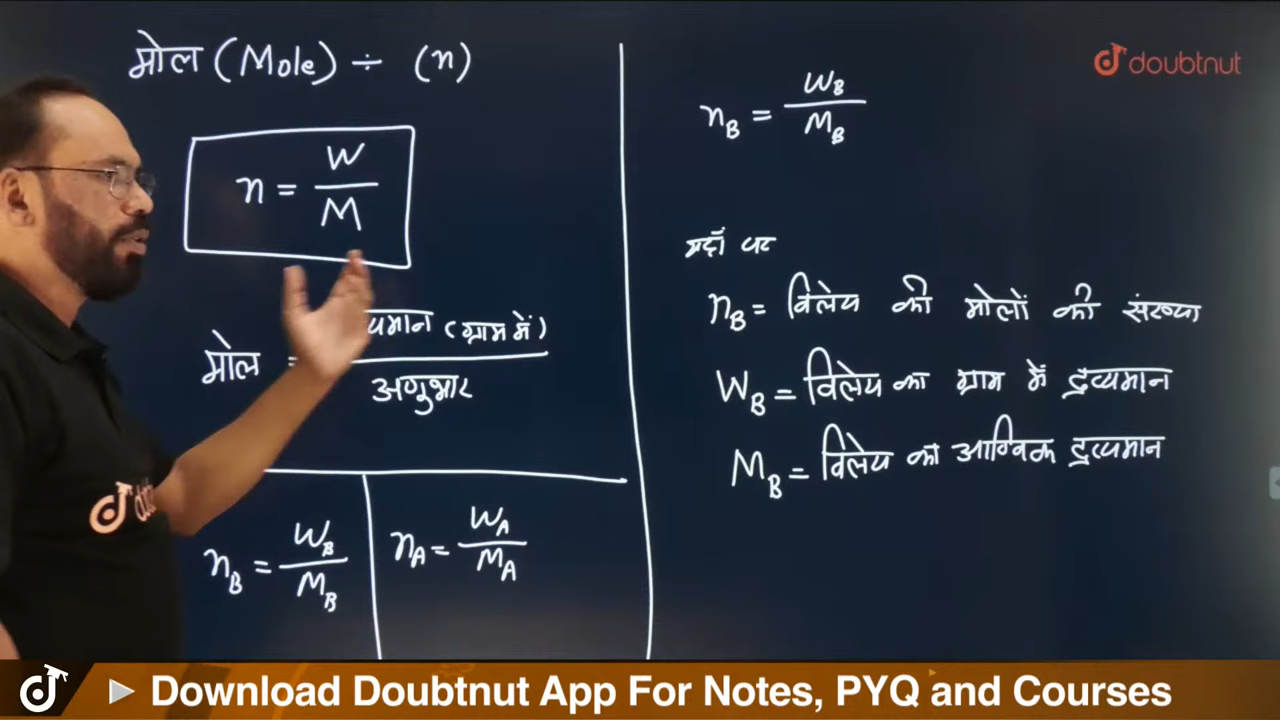 मोल (Mole) ÷ (n)
n = W / M
मोल = यमान (ग्राम में) / अणुभार
n_B = W_B / M_B
n_A = W_A / M_A
doubtnut
n_B = W_B / M_B
यहाँ पर
n_B = विलेय की मोलों की संख्या
W_B = विलेय का ग्राम में द्रव्यमान
M_B = विलेय का आण्विक द्रव्यमान
Download Doubtnut App For Notes, PYQ and Courses